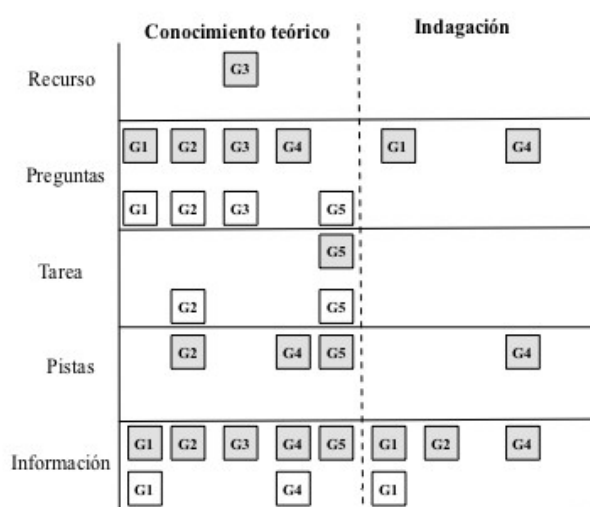 Conocimiento teórico Indagación
Recurso G3
G1 G2 G3 G4 G1 G4
Preguntas
G1 G2 G3 G5
G5
Tarea
G2 G5
Pistas G2 G4 G5 G4
G1 G2 G3 G4 G5 G1 G2 G4
Información
G1 G4 G1